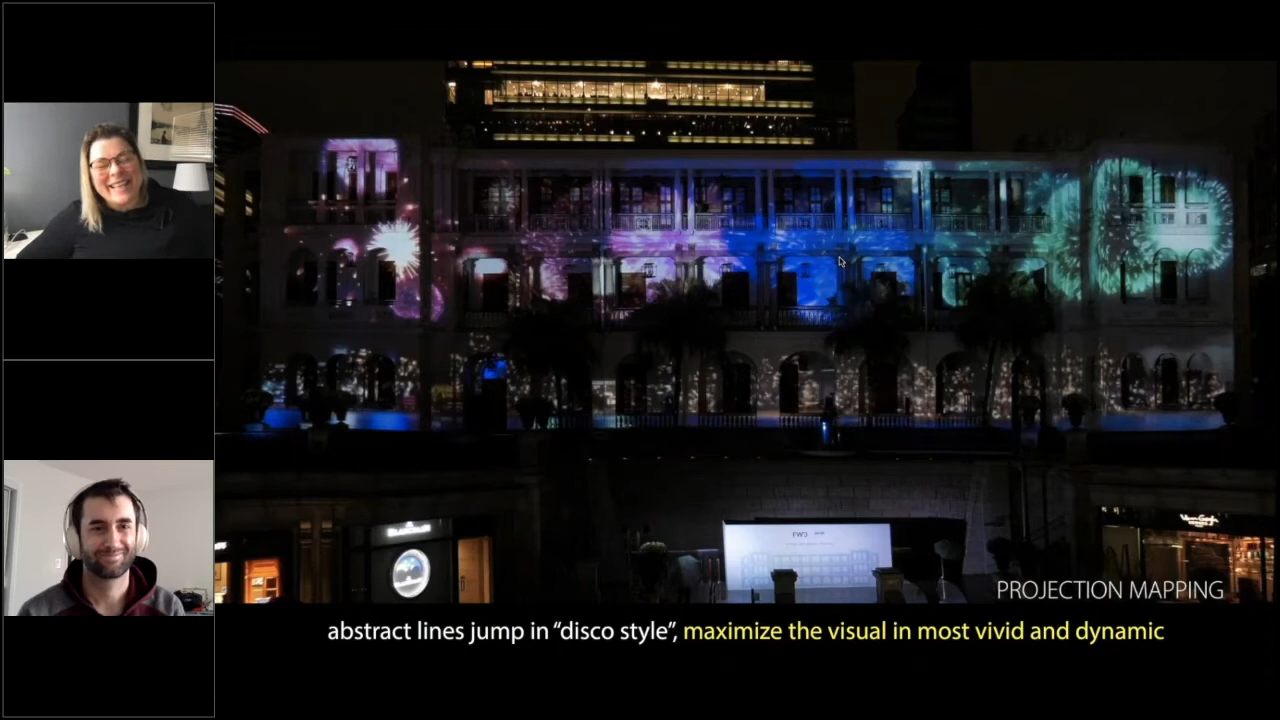 PROJECTION MAPPING
abstract lines jump in “disco style”, maximize the visual in most vivid and dynamic